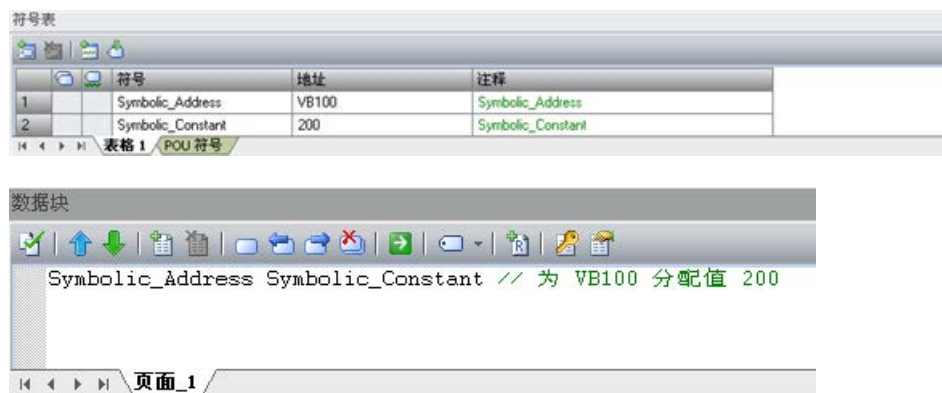 符号表
符号 地址 注释
1 Symbolic_Address VB100 Symbolic_Address
2 Symbolic_Constant 200 Symbolic_Constant
表格 1 POU 符号
数据块
Symbolic_Address Symbolic_Constant // 为 VB100 分配值 200
页面_1